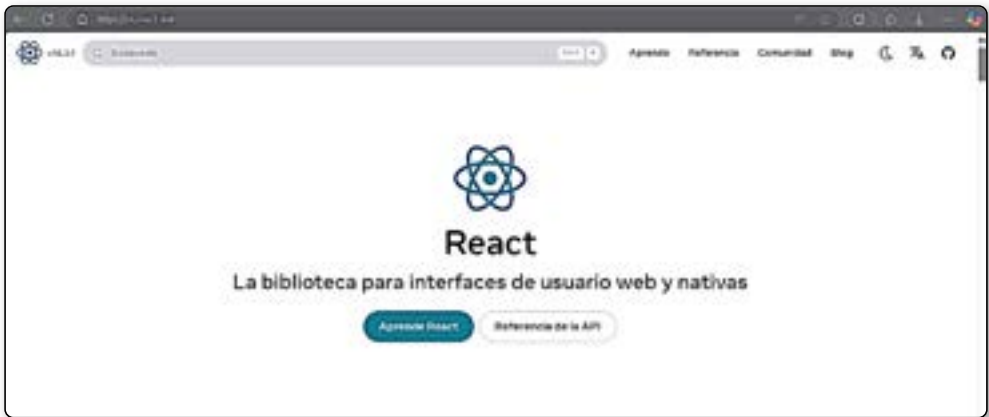 Búsqueda
Aprende Referencia Comunidad Blog
React
La biblioteca para interfaces de usuario web y nativas
Aprende React
Referencia de la API